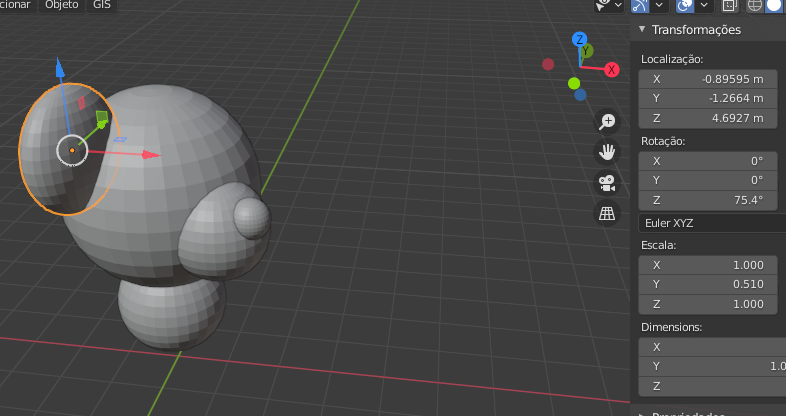 cionar Objeto GIS
Transformações
Localização:
X -0.89595 m
Y -1.2664 m
Z 4.6927 m
Rotação:
X 0°
Y 0°
Z 75.4°
Euler XYZ
Escala:
X 1.000
Y 0.510
Z 1.000
Dimensions:
X
Y 1.0
Z
Z
Y
X